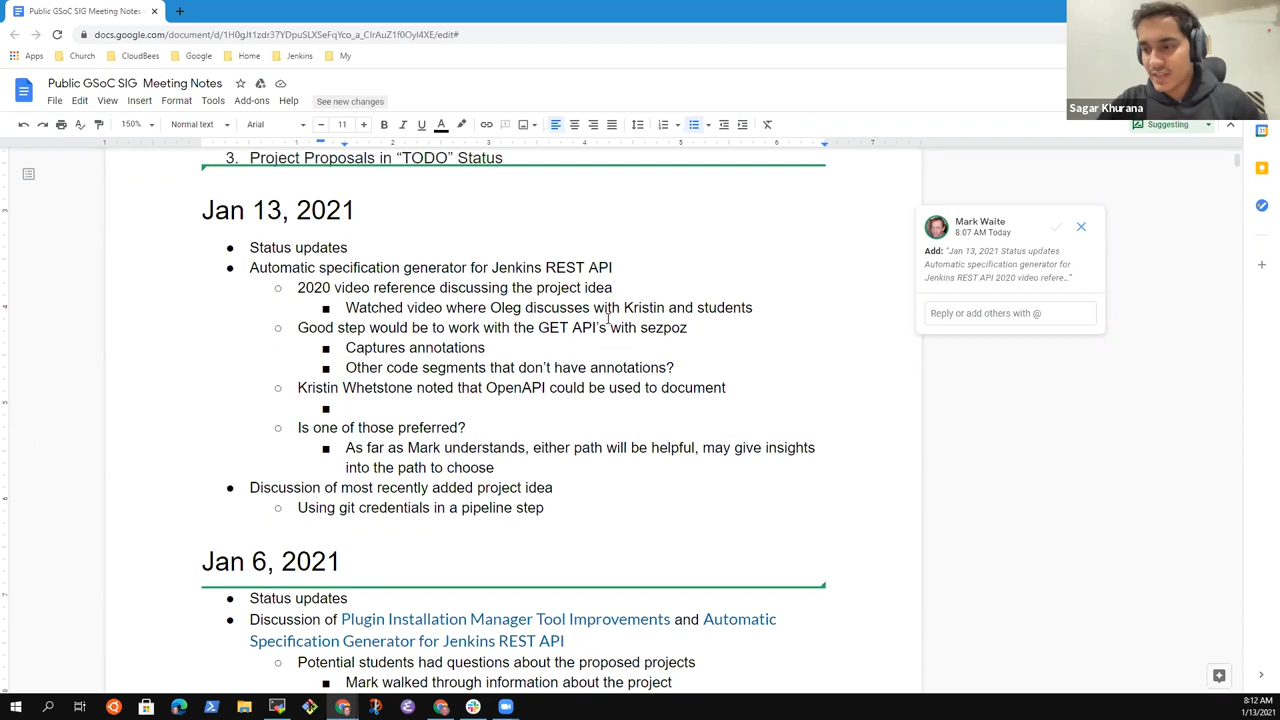 Public GSoC SIG Meeting Notes
docs.google.com/document/d/1H0gJt1zdr37YDpuSLXSeFqYco_a_ClrAuZ1f0OyI4XE/edit#
Apps Church CloudBees Google Home Jenkins My
Public GSoC SIG Meeting Notes
File Edit View Insert Format Tools Add-ons Help See new changes
150% Normal text Arial 11 Suggesting
Sagar Khurana
3. Project Proposals in “TODO” Status
Jan 13, 2021
Status updates
Automatic specification generator for Jenkins REST API
2020 video reference discussing the project idea
Watched video where Oleg discusses with Kristin and students
Good step would be to work with the GET API’s with sezpoz
Captures annotations
Other code segments that don’t have annotations?
Kristin Whetstone noted that OpenAPI could be used to document
Is one of those preferred?
As far as Mark understands, either path will be helpful, may give insights
into the path to choose
Discussion of most recently added project idea
Using git credentials in a pipeline step
Jan 6, 2021
Status updates
Discussion of Plugin Installation Manager Tool Improvements and Automatic
Specification Generator for Jenkins REST API
Potential students had questions about the proposed projects
Mark walked through information about the project
Mark Waite
8:07 AM Today
Add: “Jan 13, 2021 Status updates
Automatic specification generator for
Jenkins REST API 2020 video refere...”
Reply or add others with @
8:12 AM
1/13/2021